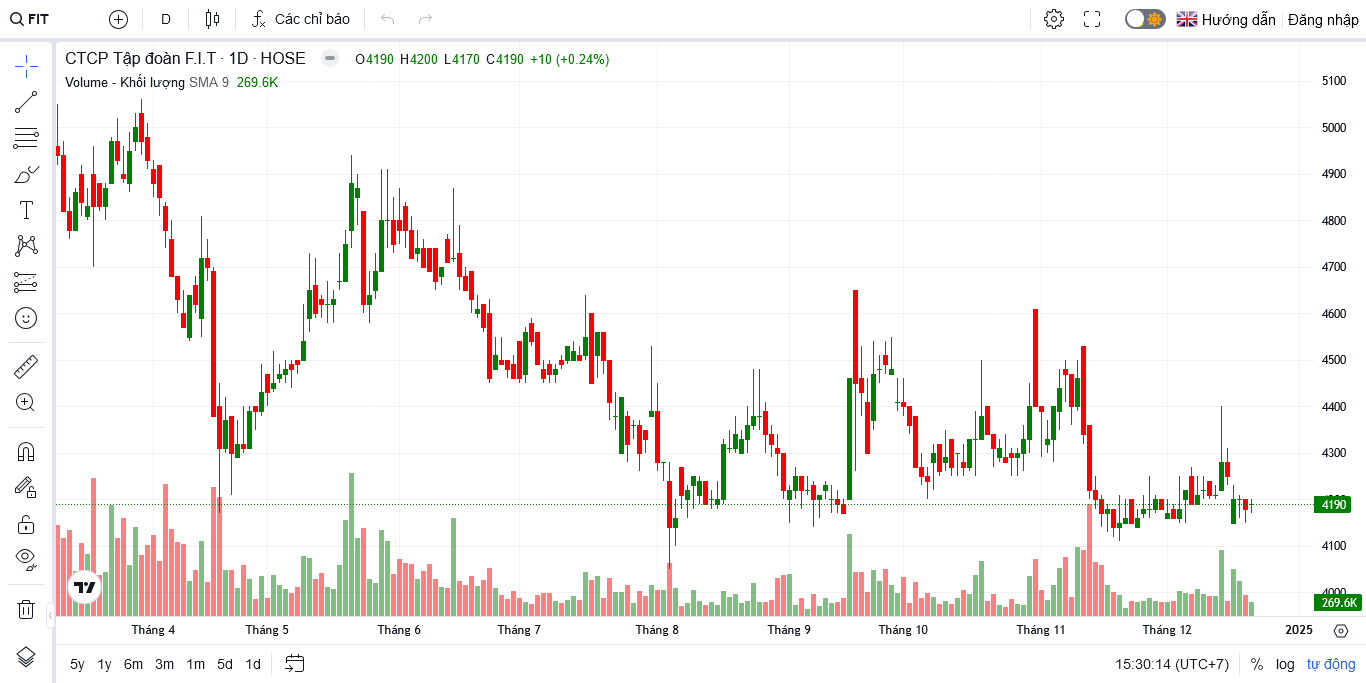 FIT D Các chỉ báo Hướng dẫn Đăng nhập
CTCP Tập đoàn F.I.T · 1D · HOSE O4190 H4200 L4170 C4190 +10 (+0.24%)
Volume - Khối lượng SMA 9 269.6K
5100
5000
4900
4800
4700
4600
4500
4400
4300
4190
4100
4000
269.6K
Tháng 4 Tháng 5 Tháng 6 Tháng 7 Tháng 8 Tháng 9 Tháng 10 Tháng 11 Tháng 12 2025
5y 1y 6m 3m 1m 5d 1d 15:30:14 (UTC+7) % log tự động